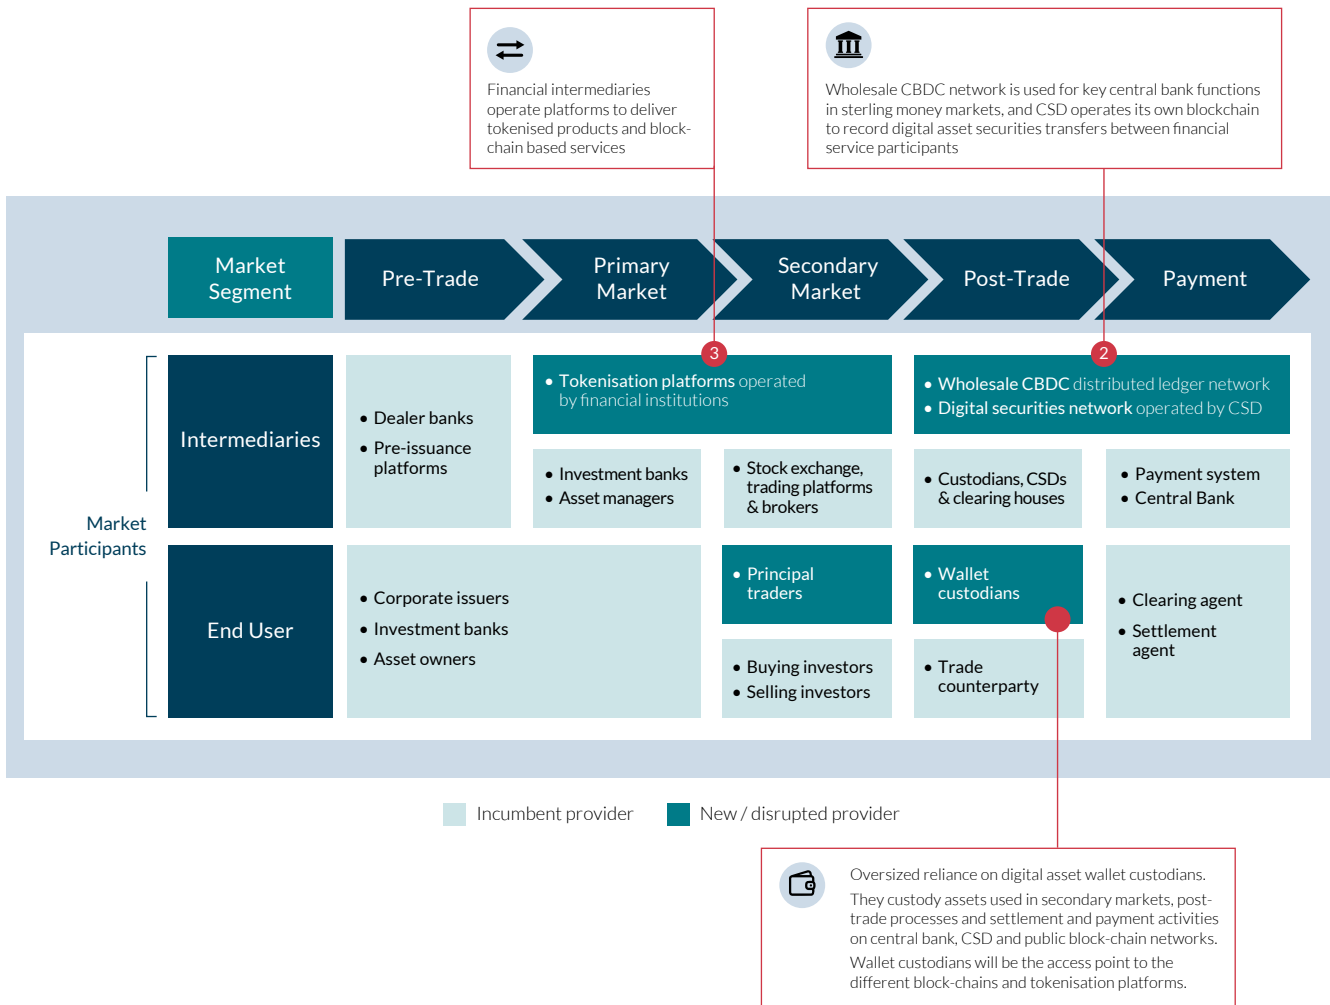 Financial intermediaries
operate platforms to deliver
tokenised products and block-
chain based services
Wholesale CBDC network is used for key central bank functions
in sterling money markets, and CSD operates its own blockchain
to record digital asset securities transfers between financial
service participants
Market
Segment
Pre-Trade
Primary
Market
Secondary
Market
Post-Trade
Payment
3
2
Market
Participants
Intermediaries
• Dealer banks
• Pre-issuance
platforms
• Tokenisation platforms operated
by financial institutions
• Wholesale CBDC distributed ledger network
• Digital securities network operated by CSD
• Investment banks
• Asset managers
• Stock exchange,
trading platforms
& brokers
• Custodians, CSDs
& clearing houses
• Payment system
• Central Bank
End User
• Corporate issuers
• Investment banks
• Asset owners
• Principal
traders
• Wallet
custodians
• Buying investors
• Selling investors
• Trade
counterparty
• Clearing agent
• Settlement
agent
Incumbent provider
New / disrupted provider
Oversized reliance on digital asset wallet custodians.
They custody assets used in secondary markets, post-
trade processes and settlement and payment activities
on central bank, CSD and public block-chain networks.
Wallet custodians will be the access point to the
different block-chains and tokenisation platforms.